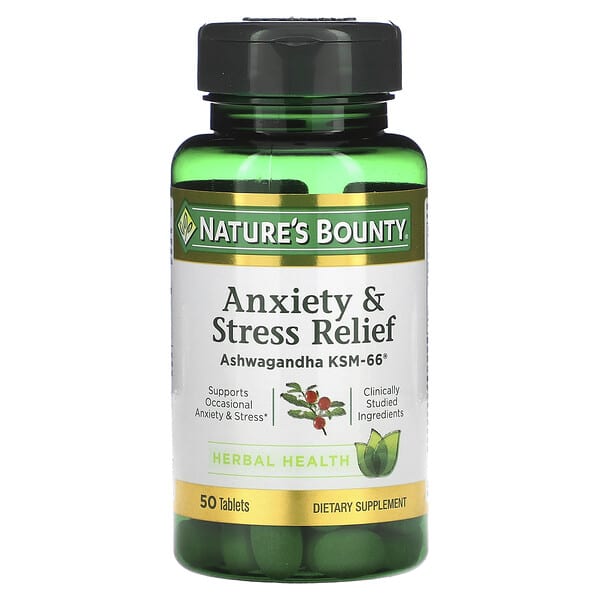 NATURE'S BOUNTY®
Anxiety &
Stress Relief
Ashwagandha KSM-66®
Supports
Occasional
Anxiety & Stress*
Clinically
Studied
Ingredients
HERBAL HEALTH
50 Tablets
DIETARY SUPPLEMENT